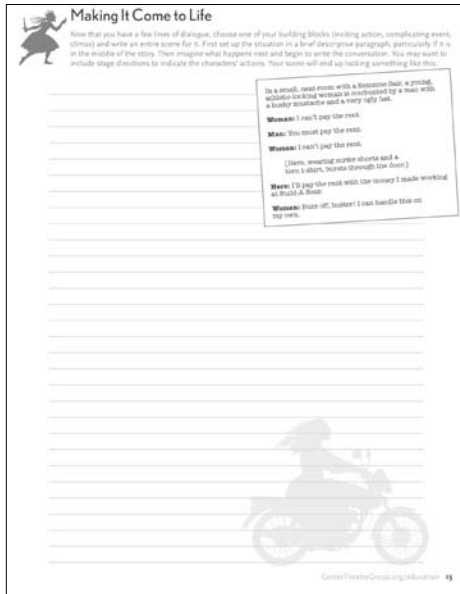 Making It Come to Life
Now that you have a few lines of dialogue, choose one of your building blocks (inciting action, complicating event,
climax) and write an entire scene for it. First set up the situation in a brief descriptive paragraph, particularly if it is
in the middle of the story. Then imagine what happens next and begin to write the conversation. You may want to
include stage directions to indicate the characters' actions. Your scene will end up looking something like this:
In a small, neat room with a feminine flair, a young,
athletic-looking woman is confronted by a man with
a bushy mustache and a very ugly hat.
Woman: I can't pay the rent.
Man: You must pay the rent.
Woman: I can't pay the rent.
(Hero, wearing surfer shorts and a
torn t-shirt, bursts through the door.)
Hero: I'll pay the rent with the money I made working
at Build-A-Bear.
Woman: Buzz off, buster! I can handle this on
my own.
CenterTheatreGroup.org/education 13